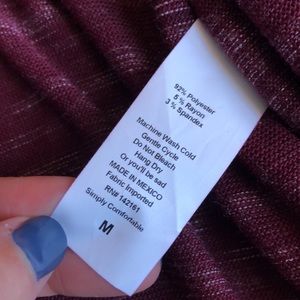 92% Polyester
5% Rayon
3% Spandex
Machine Wash Cold
Gentle Cycle
Do Not Bleach
Hang Dry
Or you'll be sad
MADE IN MEXICO
Fabric Imported
RN# 142161
Simply Comfortable
M